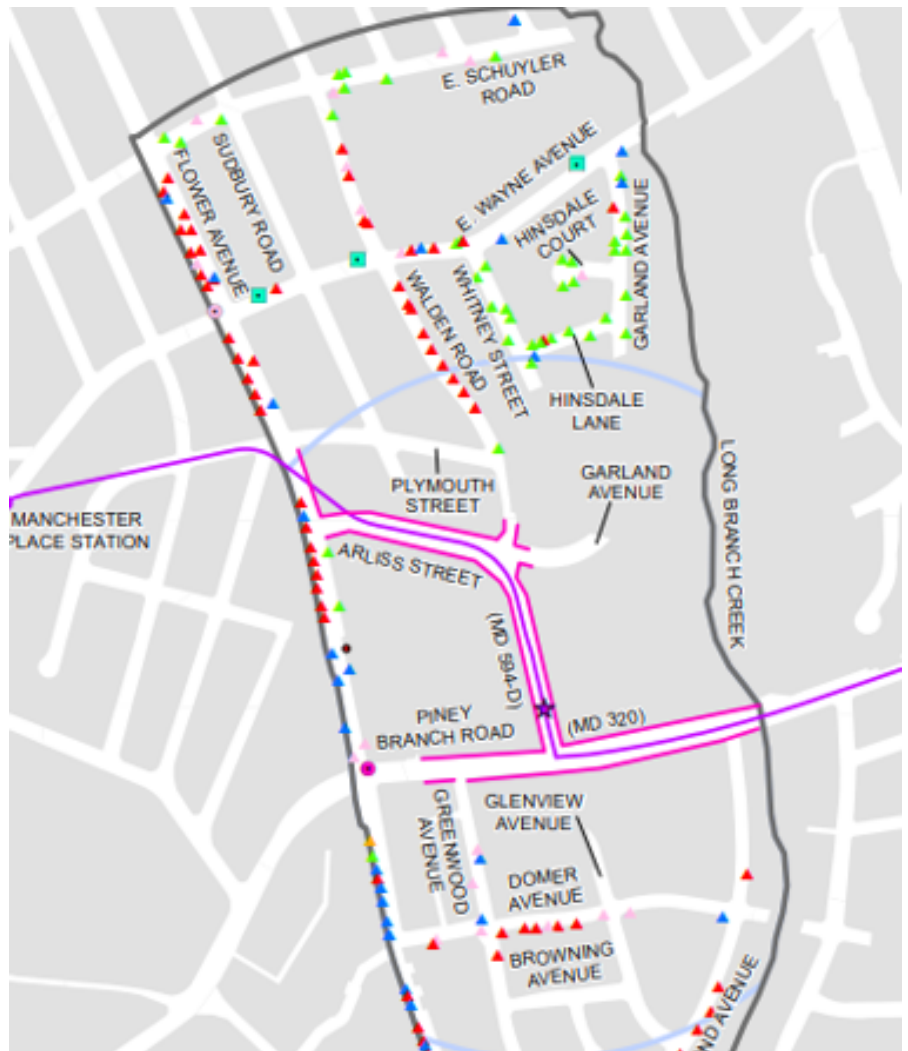 E. SCHUYLER
ROAD
SUDBURY ROAD
FLOWER AVENUE
E. WAYNE AVENUE
HINSDALE
COURT
GARLAND AVENUE
WHITNEY STREET
WALDEN ROAD
HINSDALE
LANE
LONG BRANCH CREEK
PLYMOUTH
STREET
GARLAND
AVENUE
MANCHESTER
PLACE STATION
ARLISS STREET
(MD 594-D)
PINEY
BRANCH ROAD
(MD 320)
GREENWOOD
AVENUE
GLENVIEW
AVENUE
DOMER
AVENUE
BROWNING
AVENUE
ND AVENUE